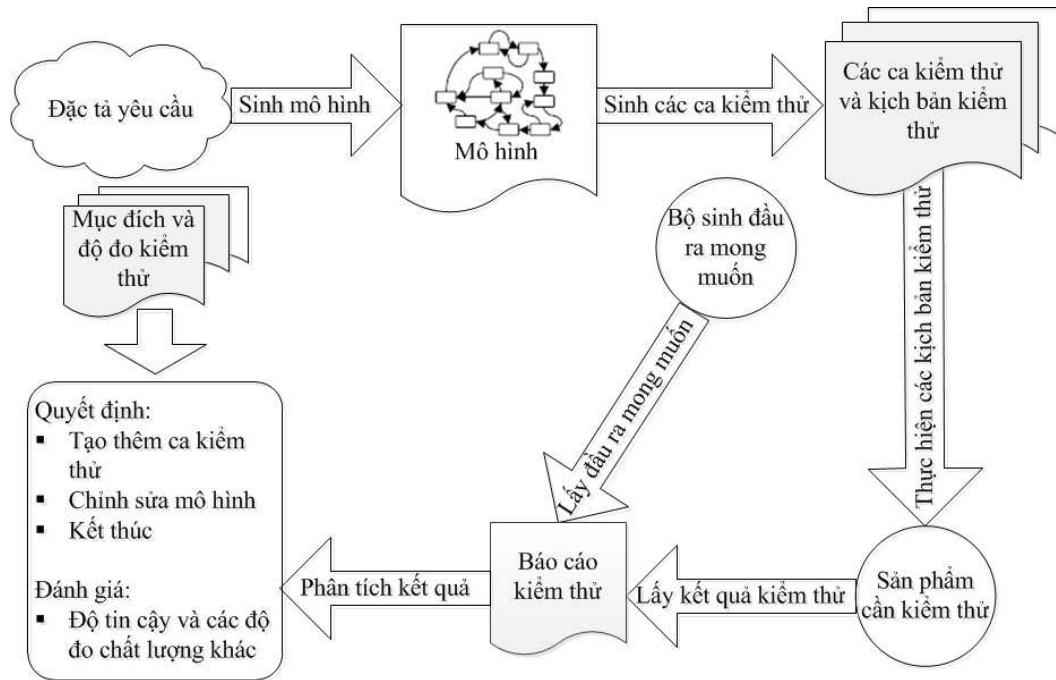 Đặc tả yêu cầu
Sinh mô hình
Mô hình
Sinh các ca kiểm thử
Các ca kiểm thử
và kịch bản kiểm
thử
Mục đích và
độ đo kiểm
thử
Bộ sinh đầu
ra mong
muốn
Lấy đầu ra mong muốn
Thực hiện các kịch bản kiểm thử
Quyết định:
▪ Tạo thêm ca kiểm
thử
▪ Chỉnh sửa mô hình
▪ Kết thúc
Đánh giá:
▪ Độ tin cậy và các độ
đo chất lượng khác
Phân tích kết quả
Báo cáo
kiểm thử
Lấy kết quả kiểm thử
Sản phẩm
cần kiểm thử